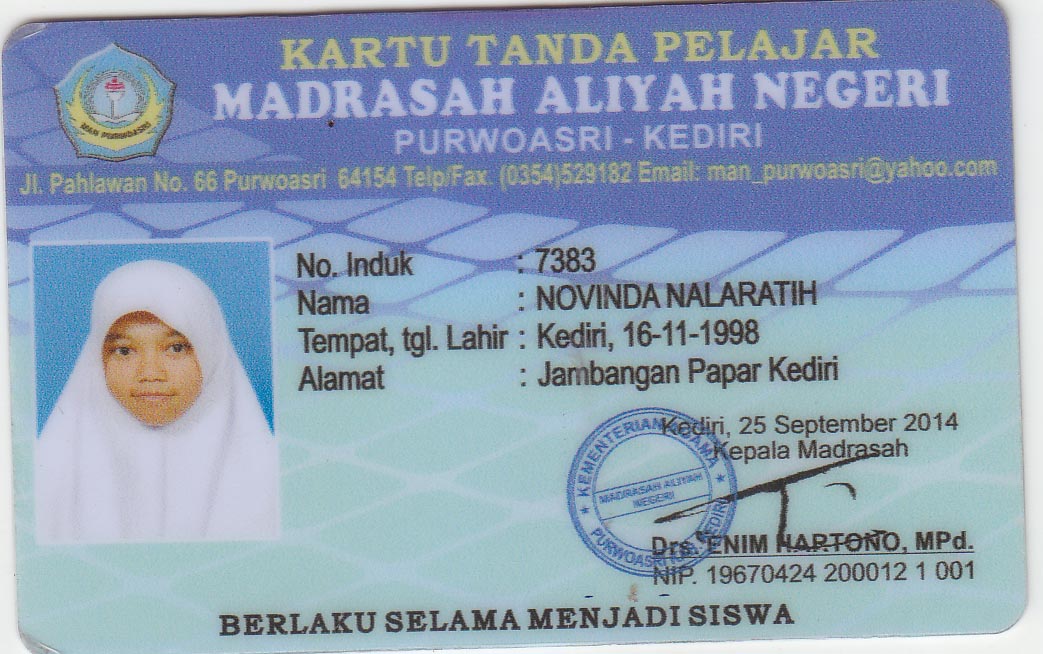 KARTU TANDA PELAJAR
MADRASAH ALIYAH NEGERI
PURWOASRI - KEDIRI
MAN PURWOASRI
Jl. Pahlawan No. 66 Purwoasri 64154 Telp/Fax. (0354)529182 Email: man_purwoasri@yahoo.com
No. Induk : 7383
Nama : NOVINDA NALARATIH
Tempat, tgl. Lahir : Kediri, 16-11-1998
Alamat : Jambangan Papar Kediri
Kediri, 25 September 2014
Kepala Madrasah
KEMENTERIAN AGAMA
MADRASAH ALIYAH
NEGERI
PURWOASRI KAB KEDIRI
Drs. ENIM HARTONO, MPd.
NIP. 19670424 200012 1 001
BERLAKU SELAMA MENJADI SISWA